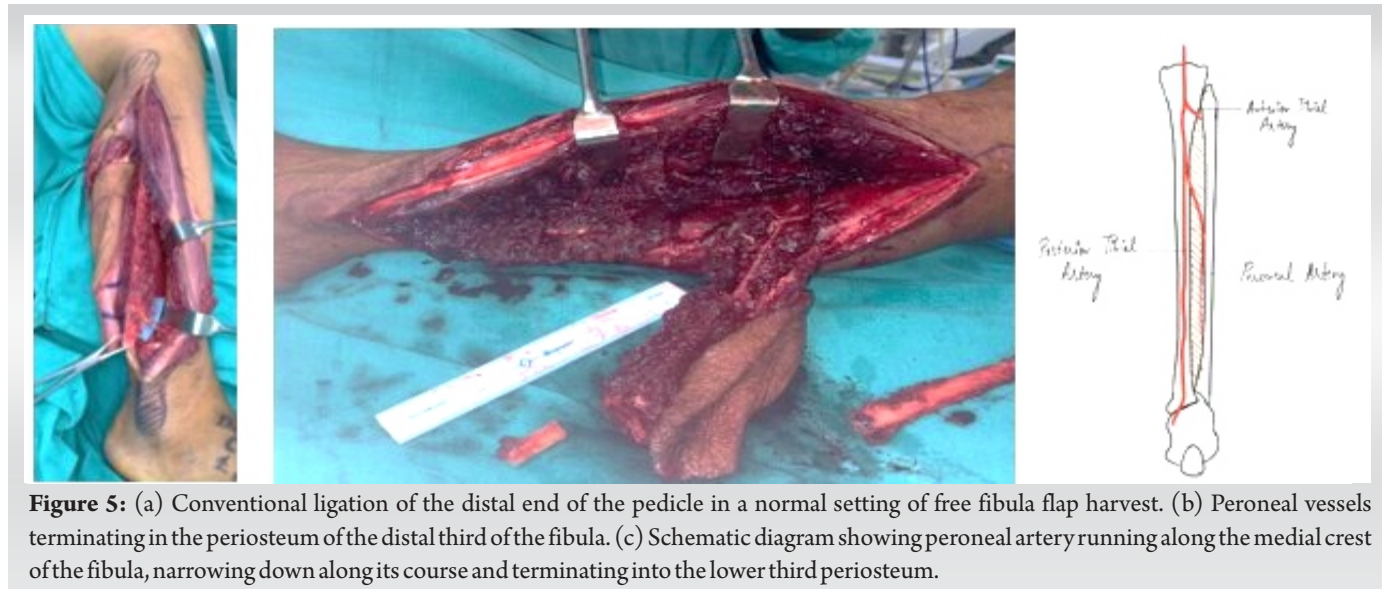 Anterior Tibial
Artery
Posterior Tibial
Artery
Peroneal Artery
Figure 5: (a) Conventional ligation of the distal end of the pedicle in a normal setting of free fibula flap harvest. (b) Peroneal vessels
terminating in the periosteum of the distal third of the fibula. (c) Schematic diagram showing peroneal artery running along the medial crest
of the fibula, narrowing down along its course and terminating into the lower third periosteum.